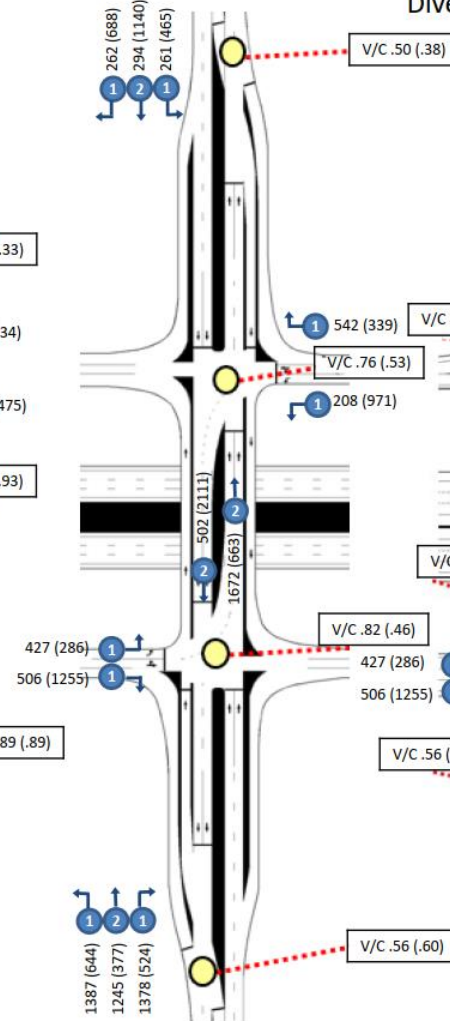 Dive
262 (688)
294 (1140)
261 (465)
V/C .50 (.38)
1 2 1
.33)
34)
1 542 (339)
V/C
V/C .76 (.53)
475)
1 208 (971)
.93)
502 (2111)
2
1672 (663)
2
V/C
V/C .82 (.46)
427 (286) 1
506 (1255) 1
427 (286)
506 (1255)
89 (.89)
V/C .56 (
1 2 1
1387 (644)
1245 (377)
1378 (524)
V/C .56 (.60)